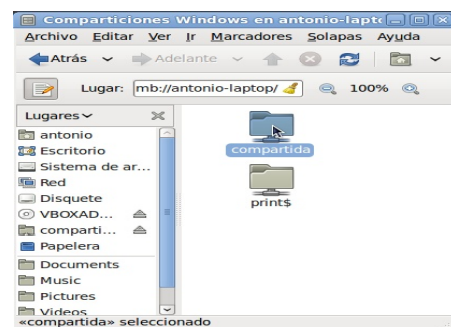 Comparticiones Windows en antonio-lapto
Archivo Editar Ver Ir Marcadores Solapas Ayuda
Atrás Adelante
Lugar: mb://antonio-laptop/ 100%
Lugares
antonio
Escritorio
Sistema de ar...
Red
Disquete
VBOXAD...
comparti...
Papelera
Documents
Music
Pictures
Videos
compartida
print$
«compartida» seleccionado